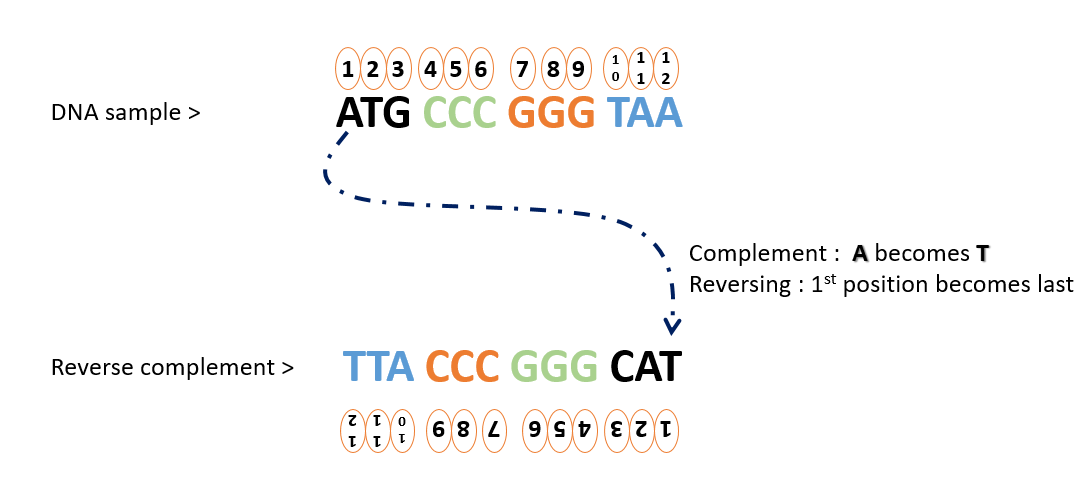 1 2 3 4 5 6 7 8 9 10 11 12
DNA sample > ATG CCC GGG TAA
Complement : A becomes T
Reversing : 1st position becomes last
Reverse complement > TTA CCC GGG CAT
12 11 10 9 8 7 6 5 4 3 2 1